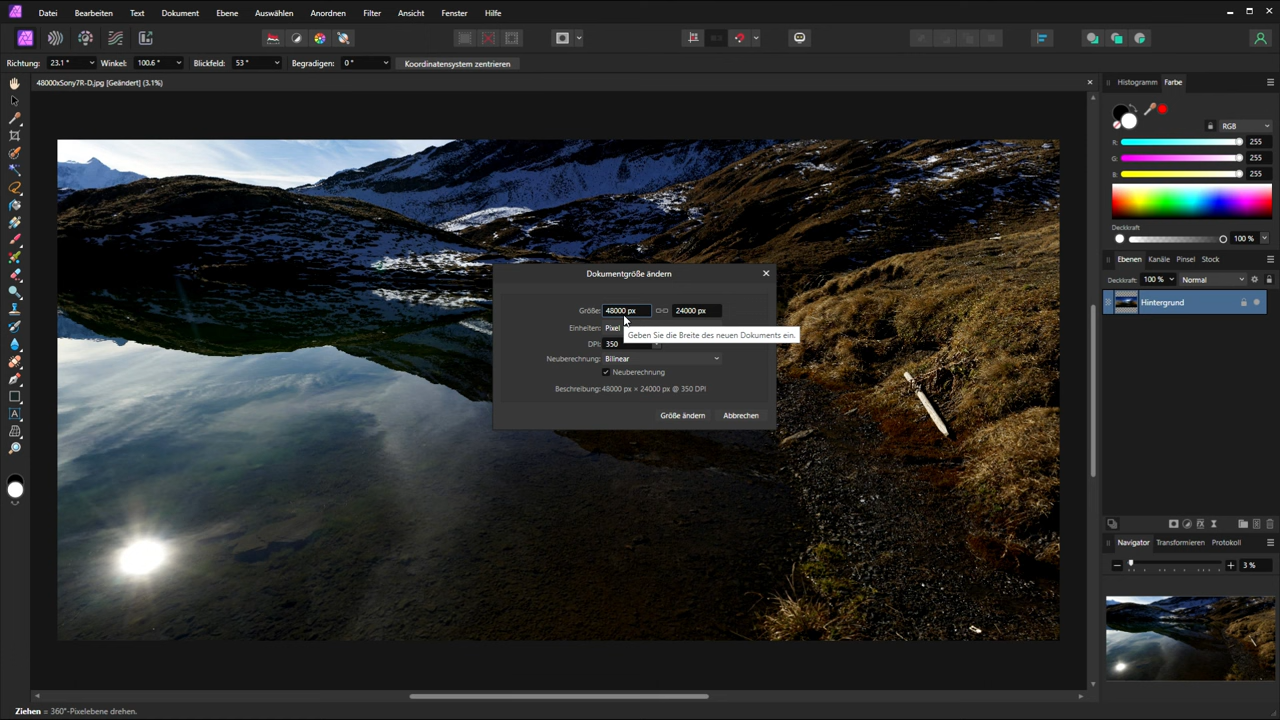 Datei Bearbeiten Text Dokument Ebene Auswählen Anordnen Filter Ansicht Fenster Hilfe
Richtung: 23.1 ° Winkel: 100.6 ° Blickfeld: 53 ° Begradigen: 0 ° Koordinatensystem zentrieren
48000xSony7R-D.jpg [Geändert] (3.1%)
Histogramm Farbe
RGB
R: 255
G: 255
B: 255
Deckkraft
100 %
Ebenen Kanäle Pinsel Stock
Deckkraft: 100 % Normal
Hintergrund
Dokumentgröße ändern
Größe: 48000 px 24000 px
Einheiten: Pixel
Geben Sie die Breite des neuen Dokuments ein.
DPI: 350
Neuberechnung: Bilinear
Neuberechnung
Beschreibung: 48000 px × 24000 px @ 350 DPI
Größe ändern Abbrechen
Navigator Transformieren Protokoll
3 %
Ziehen = 360°-Pixelebene drehen.